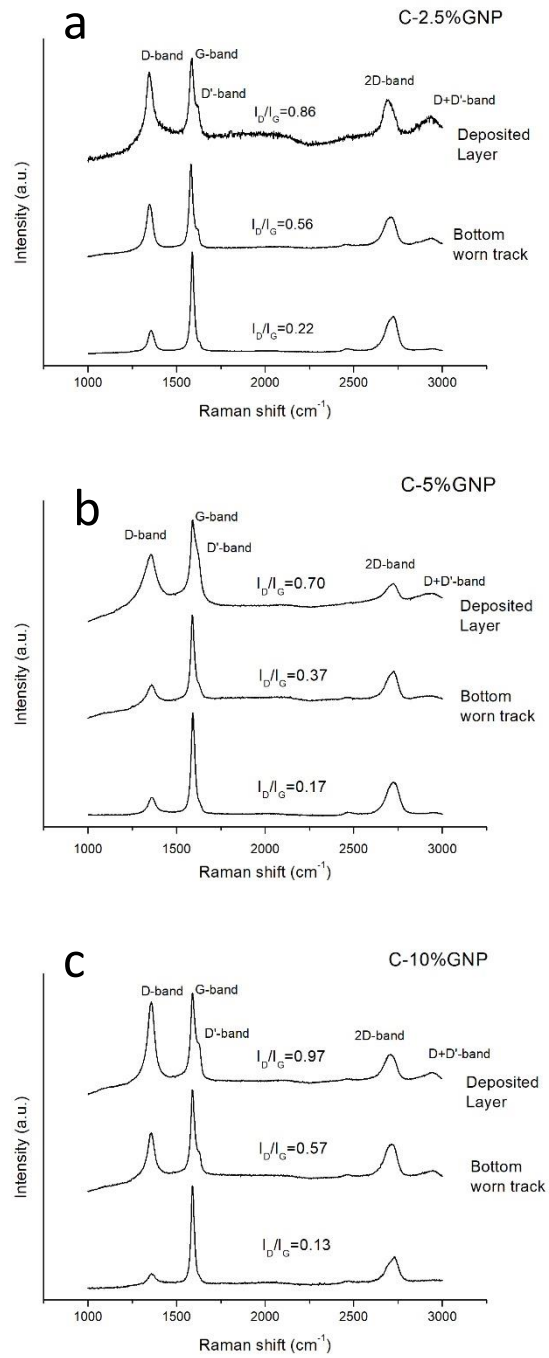 a
C-2.5%GNP
D-band
G-band
D'-band
2D-band
D+D'-band
I_D/I_G=0.86
Deposited
Layer
I_D/I_G=0.56
Bottom
worn track
I_D/I_G=0.22
Intensity (a.u.)
1000 1500 2000 2500 3000
Raman shift (cm⁻¹)
b
C-5%GNP
G-band
D-band
D'-band
2D-band
D+D'-band
I_D/I_G=0.70
Deposited
Layer
I_D/I_G=0.37
Bottom
worn track
I_D/I_G=0.17
Intensity (a.u.)
1000 1500 2000 2500 3000
Raman shift (cm⁻¹)
c
C-10%GNP
D-band
G-band
D'-band
2D-band
D+D'-band
I_D/I_G=0.97
Deposited
Layer
I_D/I_G=0.57
Bottom
worn track
I_D/I_G=0.13
Intensity (a.u.)
1000 1500 2000 2500 3000
Raman shift (cm⁻¹)